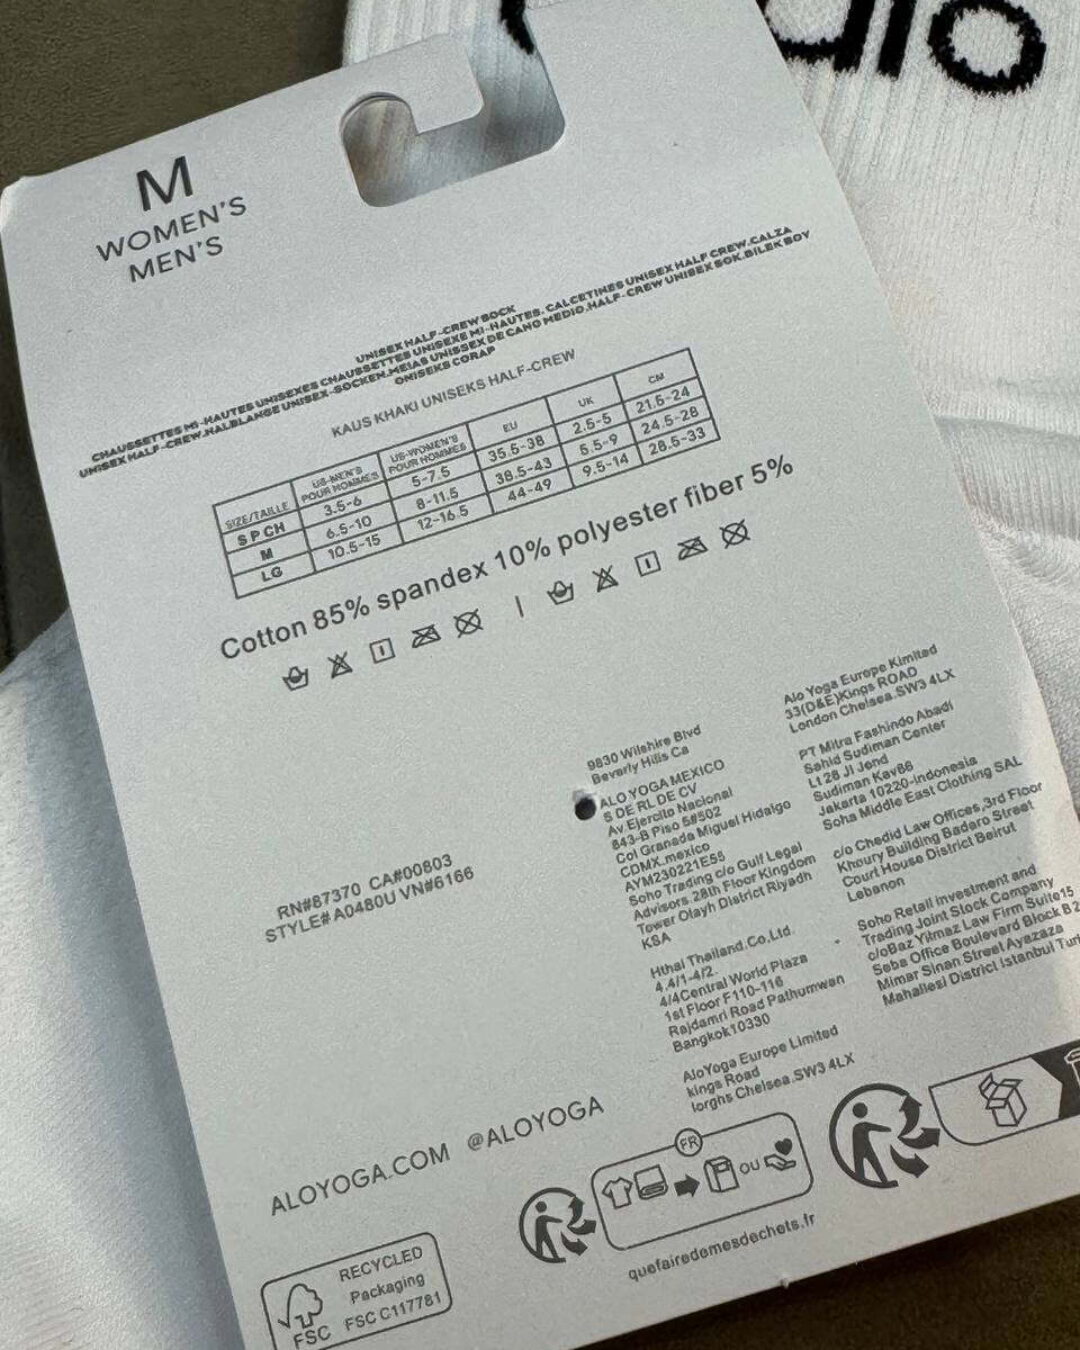 alo
M
WOMEN'S
MEN'S
UNISEX HALF-CREW SOCK
CHAUSSETTES MI-HAUTES UNISEXES CHAUSSETTES UNISEXE MI-HAUTES. CALCETINES UNISEX HALF CREW.CALZA
UNISEX HALF-CREW.HALBLANGE UNISEX-SOCKEN.MEIAS UNISSEX DE CANO MEDIO.HALF-CREW UNISEX SOK.BILEK BOY
ONISEKS CORAP
KAUS KHAKI UNISEKS HALF-CREW
SIZE/TAILLE US-MEN'S POUR HOMMES US-WOMEN'S POUR HOMMES EU UK CM
S P CH 3.5-6 5-7.5 35.5-38 2.5-5 21.5-24
M 6.5-10 8-11.5 38.5-43 5.5-9 24.5-28
LG 10.5-15 12-16.5 44-49 9.5-14 28.5-33
Cotton 85% spandex 10% polyester fiber 5%
9830 Wilshire Blvd
Beverly Hills Ca
ALO YOGA MEXICO
S DE RL DE CV
Av Ejercito Nacional
843-B Piso 5#502
Col Granada Miguel Hidalgo
CDMX.mexico
AYM230221E55
Soho Trading c/o Gulf Legal
Advisors 28th Floor Kingdom
Tower Olayh District Riyadh
KSA
Hthai Thailand.Co.Ltd.
4.4/1-4/2.
4/4Central World Plaza
1st Floor F110-116
Rajdamri Road Pathumwan
Bangkok10330
AloYoga Europe Limited
kings Road
lorghs Chelsea.SW3 4LX
Alo Yoga Europe Kimited
33(D&E)Kings ROAD
London Chelsea.SW3 4LX
PT Mitra Fashindo Abadi
Sahid Sudiman Center
Lt 28 Jl Jend
Sudiman Kav86
Jakarta 10220-Indonesia
Soha Middle East Clothing SAL
c/o Chedid Law Offices,3rd Floor
Khoury Building Badaro Street
Court House District Beirut
Lebanon
Soho Retail Investment and
Trading Joint Stock Company
c/oBaz Yitmaz Law Firm Suite15
Seba Office Boulevard Block B 2
Mimar Sinan Street Ayazaza
Mahallesi District Istanbul
RN#87370 CA#00803
STYLE# A0480U VN#6166
ALOYOGA.COM @ALOYOGA
FR
OU
quefairedemesdechets.fr
RECYCLED
Packaging
FSC FSC C117781